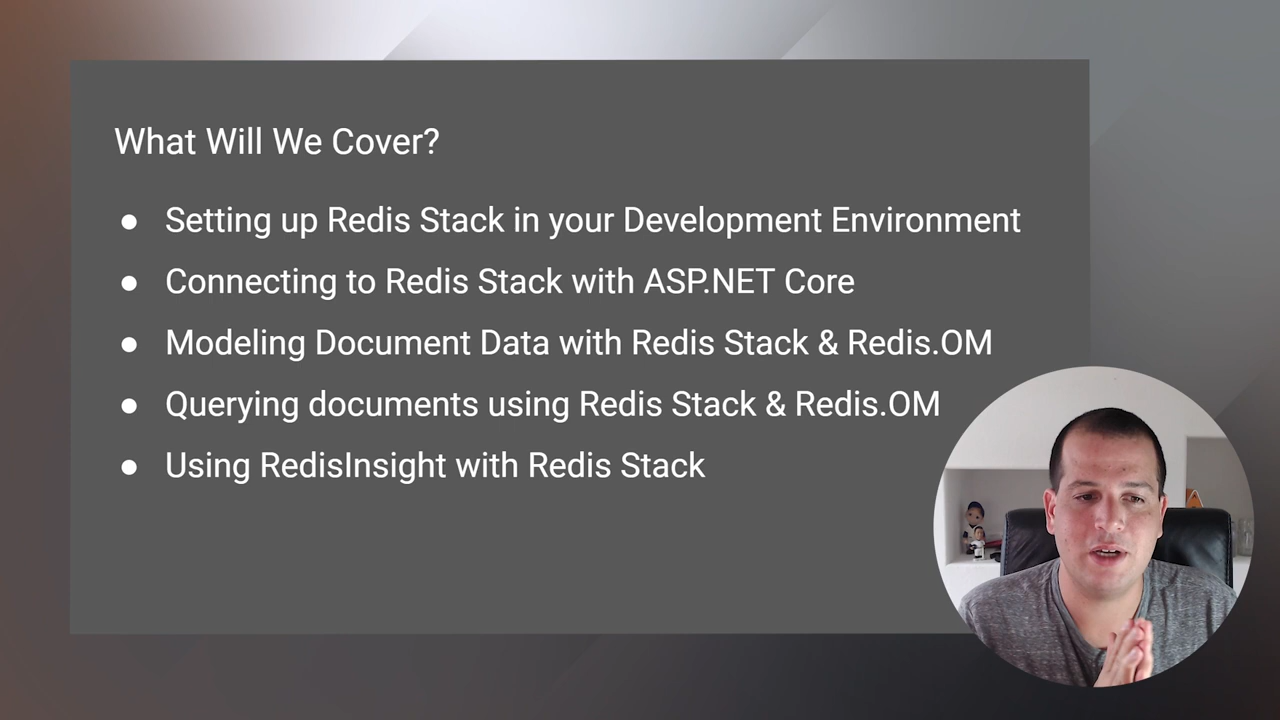 What Will We Cover?
● Setting up Redis Stack in your Development Environment
● Connecting to Redis Stack with ASP.NET Core
● Modeling Document Data with Redis Stack & Redis.OM
● Querying documents using Redis Stack & Redis.OM
● Using RedisInsight with Redis Stack